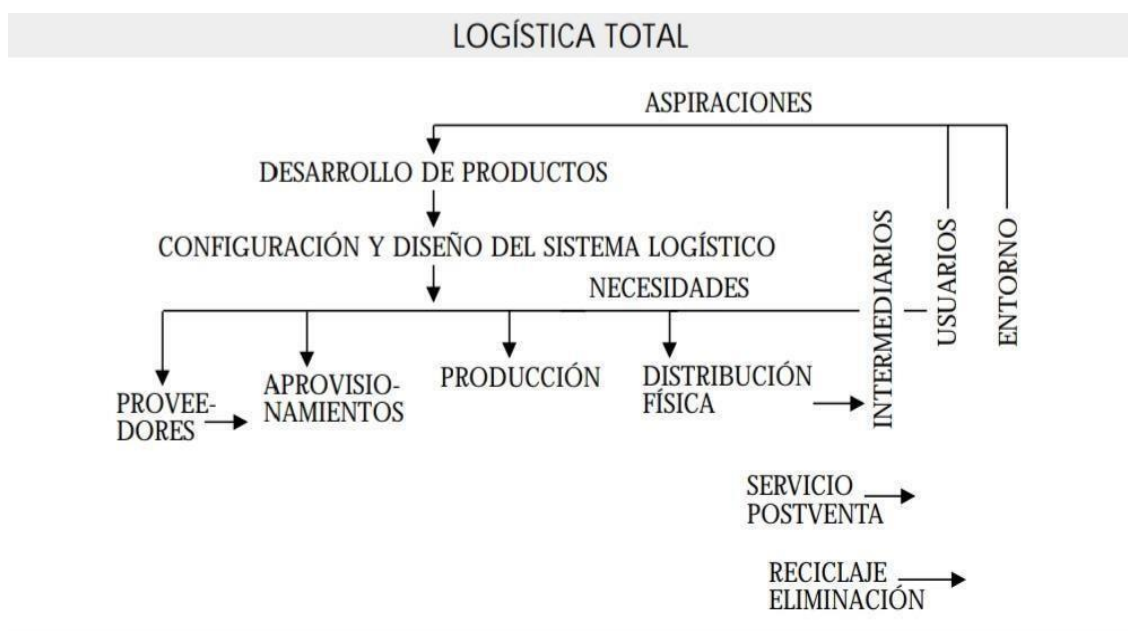 LOGÍSTICA TOTAL
ASPIRACIONES
DESARROLLO DE PRODUCTOS
CONFIGURACIÓN Y DISEÑO DEL SISTEMA LOGÍSTICO
NECESIDADES
INTERMEDIARIOS
USUARIOS
ENTORNO
PROVEE-
DORES
APROVISIO-
NAMIENTOS
PRODUCCIÓN
DISTRIBUCIÓN
FÍSICA
SERVICIO
POSTVENTA
RECICLAJE
ELIMINACIÓN